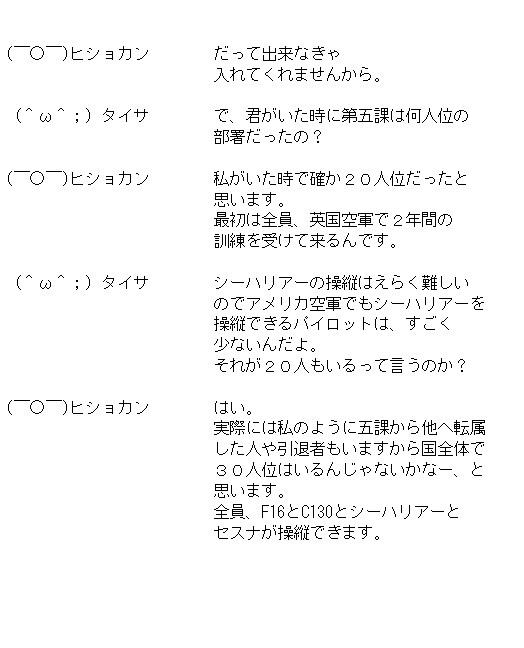 (￣○￣)ヒショカン　だって出来なきゃ
入れてくれませんから。
（＾ω＾；）タイサ　で、君がいた時に第五課は何人位の
部署だったの？
(￣○￣)ヒショカン　私がいた時で確か２０人位だったと
思います。
最初は全員、英国空軍で２年間の
訓練を受けて来るんです。
（＾ω＾；）タイサ　シーハリアーの操縦はえらく難しい
のでアメリカ空軍でもシーハリアーを
操縦できるパイロットは、すごく
少ないんだよ。
それが２０人もいるって言うのか？
(￣○￣)ヒショカン　はい。
実際には私のように五課から他へ転属
した人や引退者もいますから国全体で
３０人位はいるんじゃないかなー、と
思います。
全員、F16とC130とシーハリアーと
セスナが操縦できます。